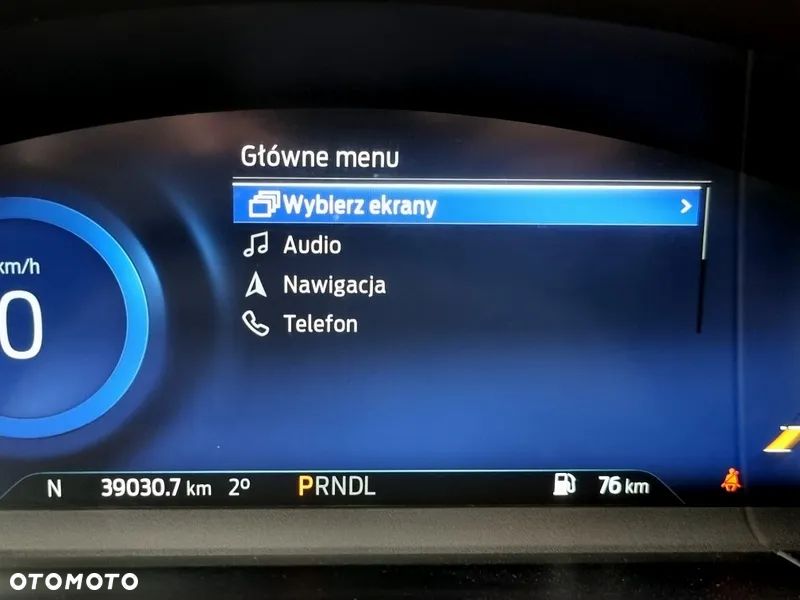 Główne menu
Wybierz ekrany
Audio
Nawigacja
Telefon
km/h
0
N 39030.7 km 2° PRNDL 76 km
OTOMOTO